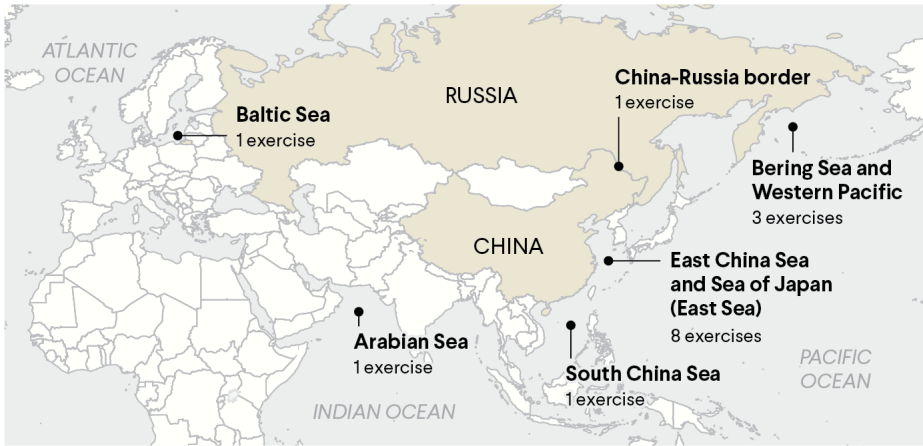 ATLANTIC
OCEAN
RUSSIA
China-Russia border
1 exercise
Baltic Sea
1 exercise
Bering Sea and
Western Pacific
3 exercises
CHINA
East China Sea
and Sea of Japan
(East Sea)
8 exercises
Arabian Sea
1 exercise
South China Sea
1 exercise
PACIFIC
OCEAN
INDIAN OCEAN